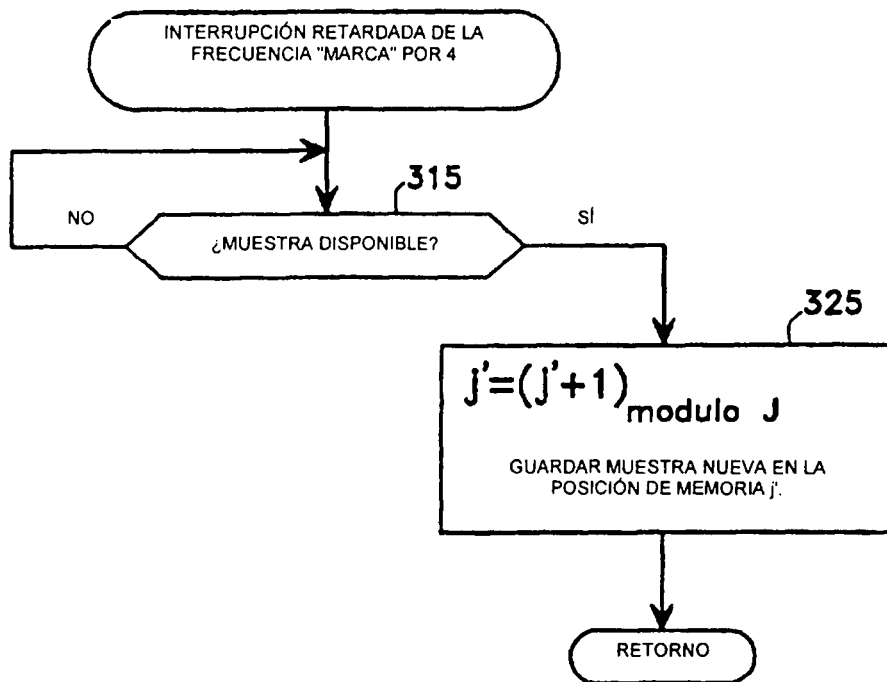 INTERRUPCIÓN RETARDADA DE LA
FRECUENCIA "MARCA" POR 4
315
NO
¿MUESTRA DISPONIBLE?
SÍ
325
j'=(j'+1) modulo J
GUARDAR MUESTRA NUEVA EN LA
POSICIÓN DE MEMORIA j'.
RETORNO